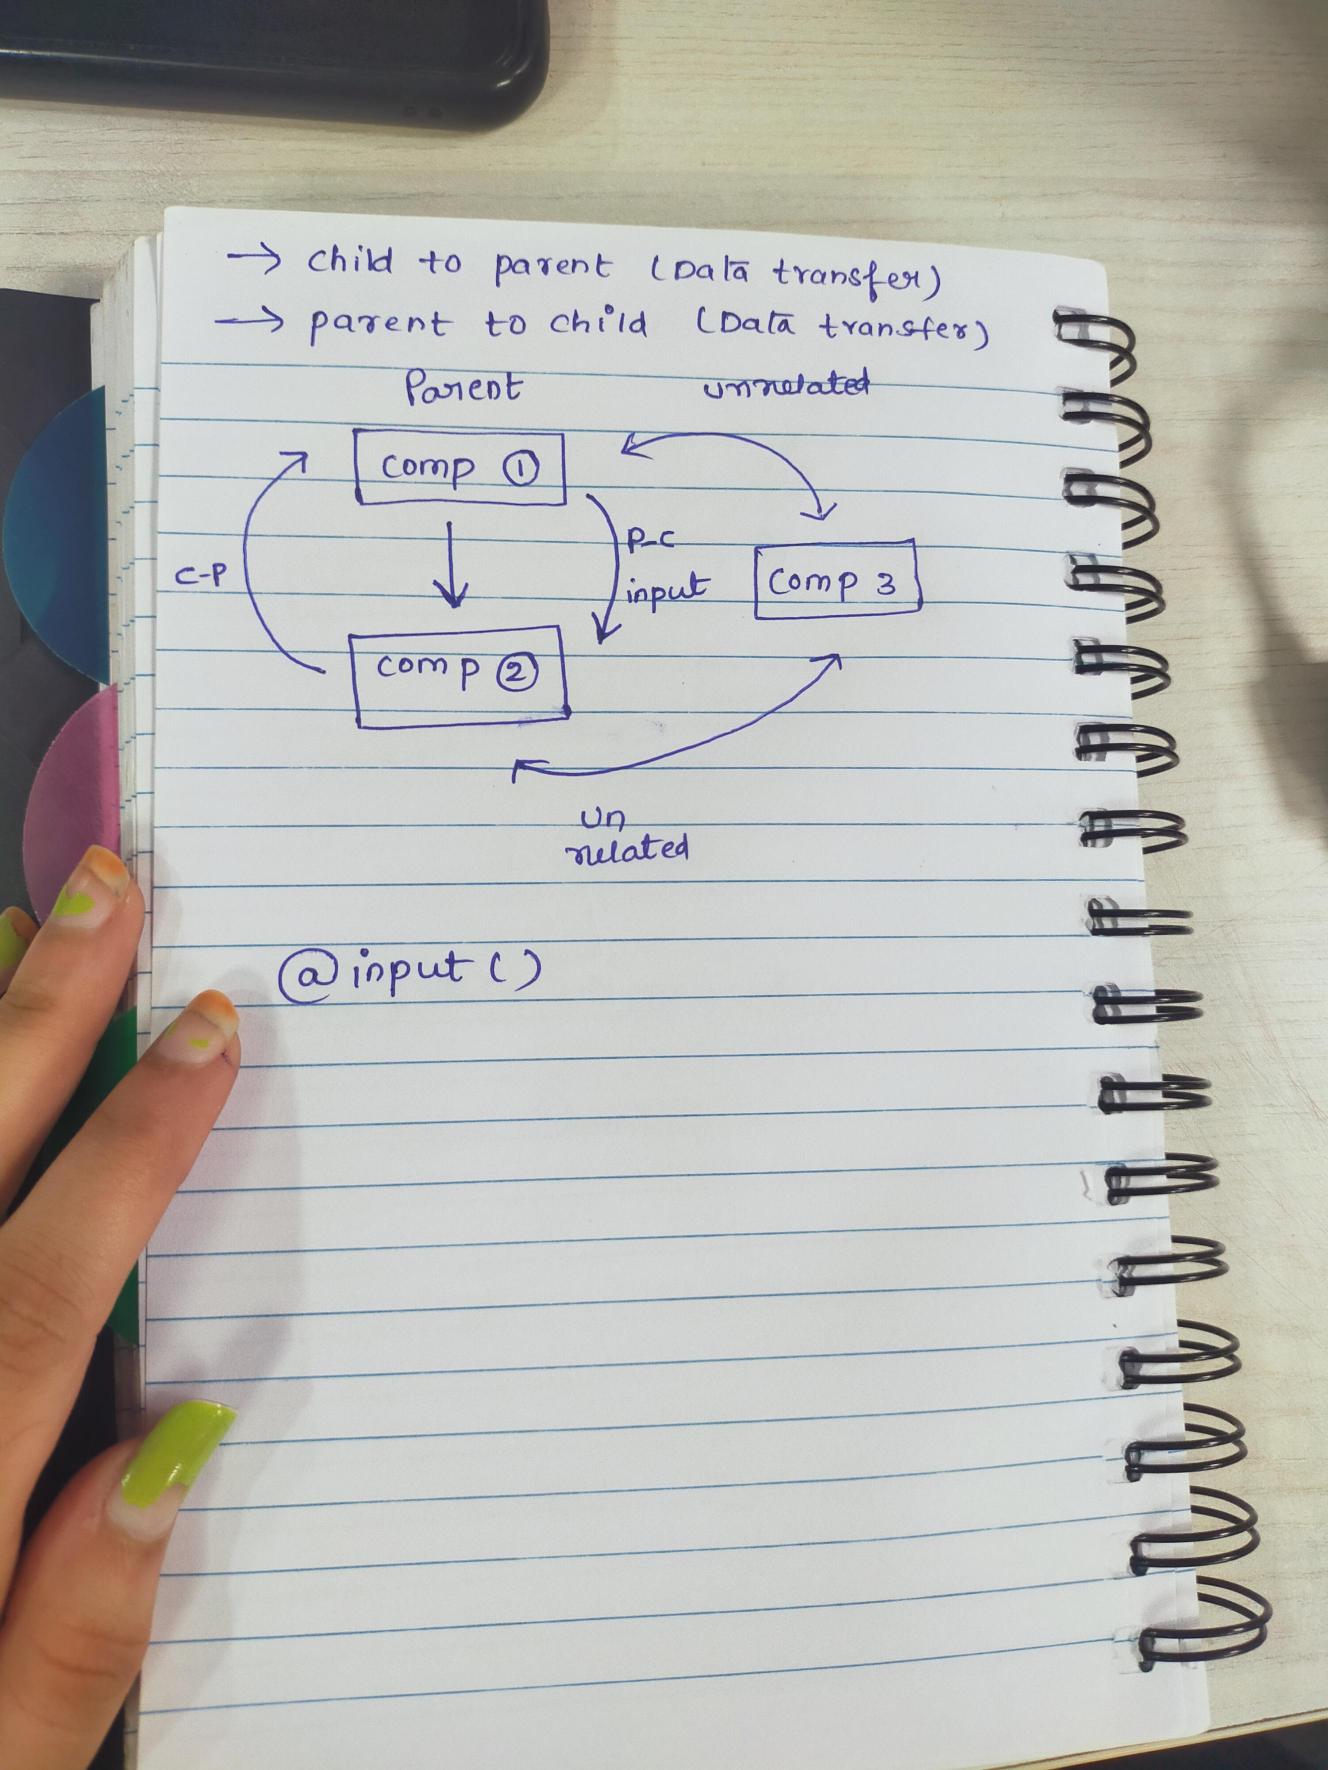 → child to parent (Data transfer)
→ parent to child (Data transfer)
Parent unrelated
comp ①
P-C
input
C-P
comp 3
comp ②
un
related
@input()